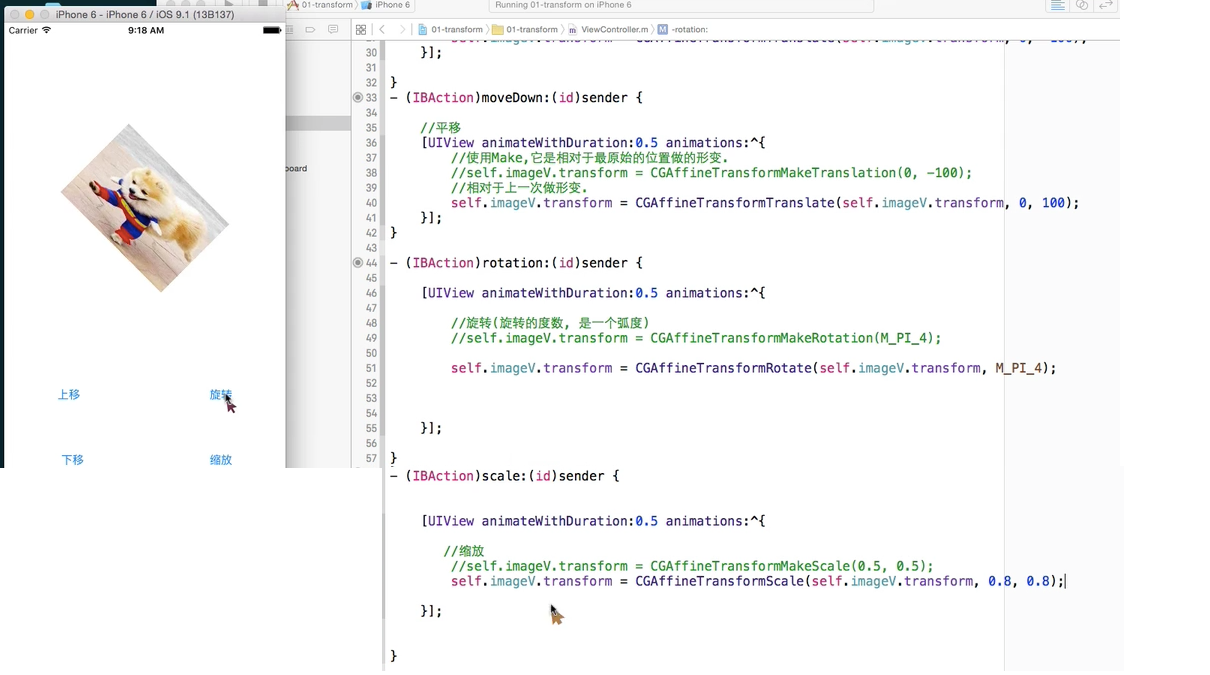 iPhone 6 - iPhone 6 / iOS 9.1 (13B137)
01-transform
iPhone 6
Running 01-transform on iPhone 6
Carrier
9:18 AM
01-transform
01-transform
ViewController.m
M
-rotation:
上移
旋转
下移
缩放
30 }];
31
32 }
33 - (IBAction)moveDown:(id)sender {
34
35 //平移
36 [UIView animateWithDuration:0.5 animations:^{
37 //使用Make,它是相对于最原始的位置做的形变.
38 //self.imageV.transform = CGAffineTransformMakeTranslation(0, -100);
39 //相对于上一次做形变.
40 self.imageV.transform = CGAffineTransformTranslate(self.imageV.transform, 0, 100);
41 }];
42 }
43
44 - (IBAction)rotation:(id)sender {
45
46 [UIView animateWithDuration:0.5 animations:^{
47
48 //旋转(旋转的度数, 是一个弧度)
49 //self.imageV.transform = CGAffineTransformMakeRotation(M_PI_4);
50
51 self.imageV.transform = CGAffineTransformRotate(self.imageV.transform, M_PI_4);
52
53
54
55 }];
56
57 }
- (IBAction)scale:(id)sender {
[UIView animateWithDuration:0.5 animations:^{
//缩放
//self.imageV.transform = CGAffineTransformMakeScale(0.5, 0.5);
self.imageV.transform = CGAffineTransformScale(self.imageV.transform, 0.8, 0.8);
}];
}